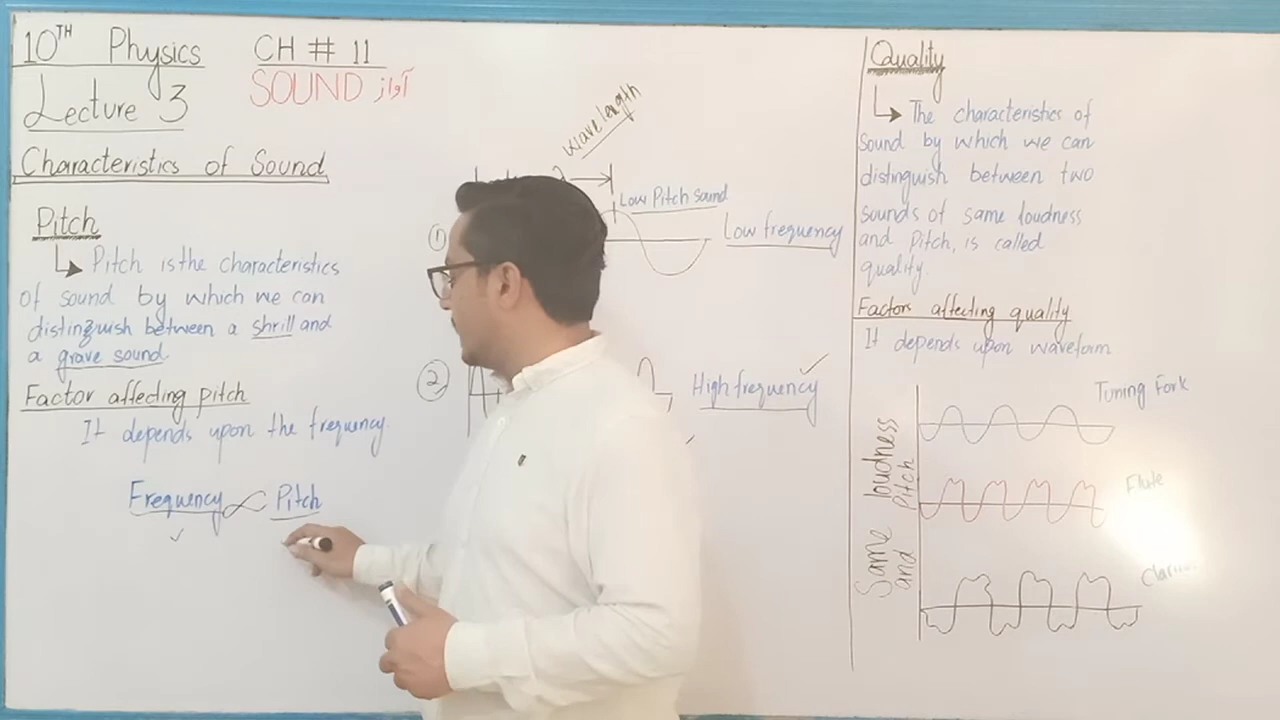 10TH Physics CH # 11
Lecture 3 SOUND آواز
Characteristics of Sound
Pitch
Pitch is the characteristics
of sound by which we can
distinguish between a shrill and
a grave sound
Factor affecting pitch
It depends upon the frequency
Frequency ∝ Pitch
wavelength
Low Pitch sound
① Low frequency
② High frequency
Quality
The characteristics of
Sound by which we can
distinguish between two
sounds of same loudness
and Pitch, is called
quality
Factors affecting quality
It depends upon waveform
Same loudness
and Pitch
Tuning Fork
Flute